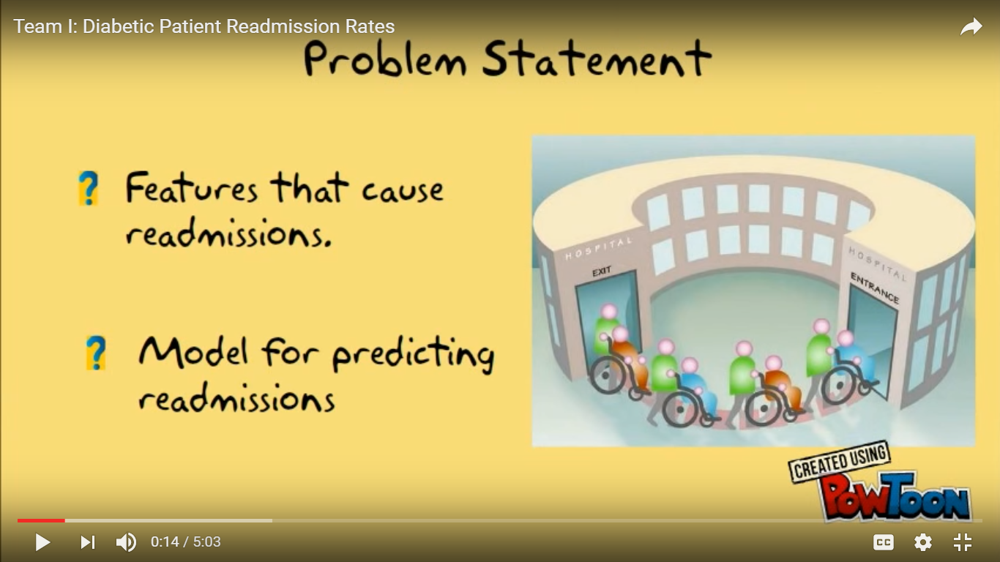 Team I: Diabetic Patient Readmission Rates
Problem Statement
? Features that cause
readmissions.
? Model for predicting
readmissions
HOSPITAL
EXIT
HOSPITAL
ENTRANCE
CREATED USING
POWTOON
0:14 / 5:03
CC